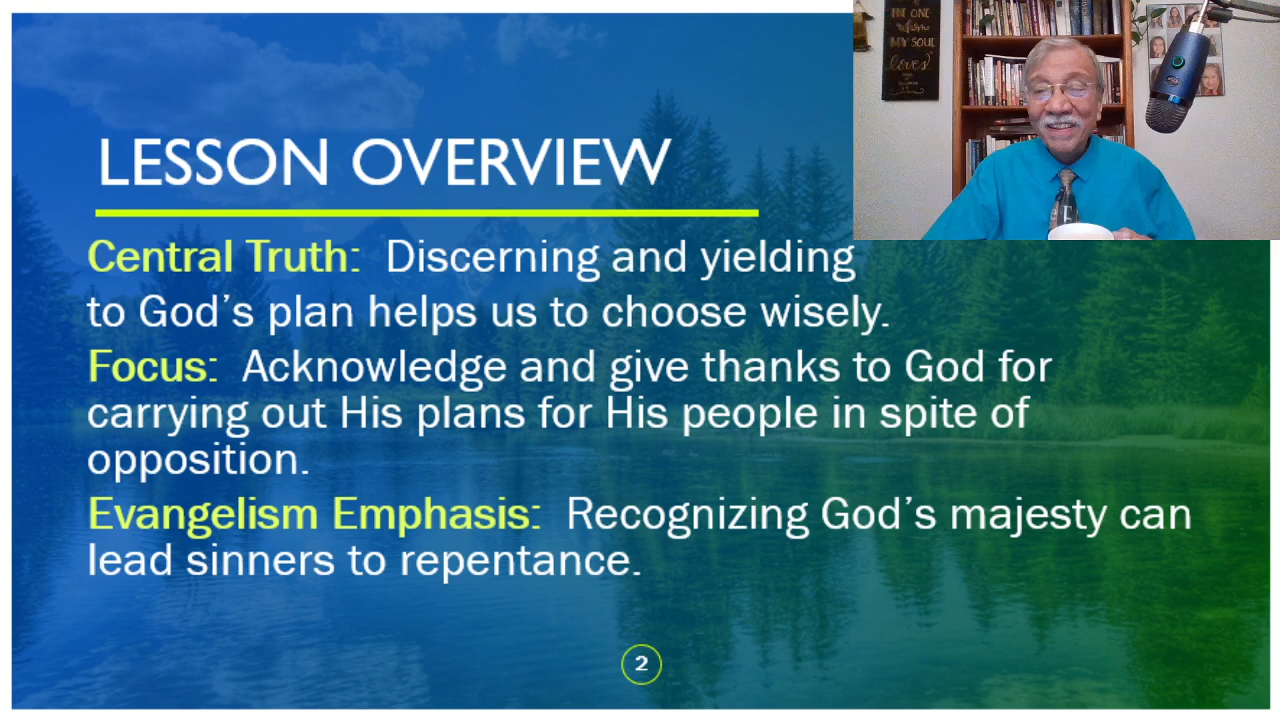 LESSON OVERVIEW
Central Truth: Discerning and yielding
to God's plan helps us to choose wisely.
Focus: Acknowledge and give thanks to God for
carrying out His plans for His people in spite of
opposition.
Evangelism Emphasis: Recognizing God's majesty can
lead sinners to repentance.
2
THE ONE
Whom
MY SOUL
loves